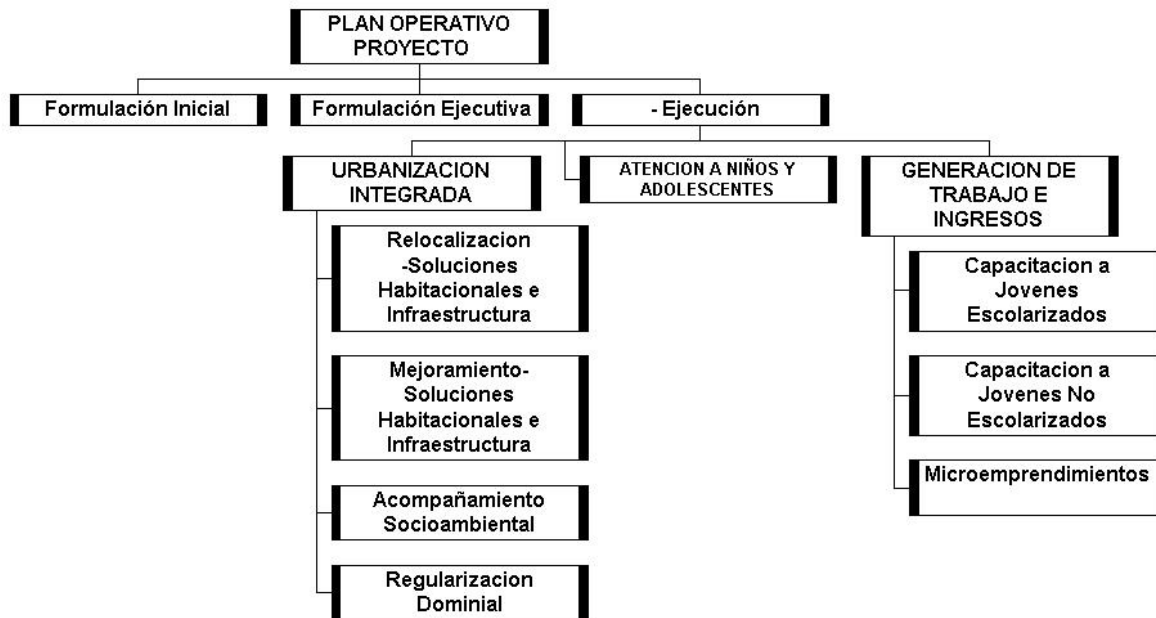 PLAN OPERATIVO
PROYECTO
Formulación Inicial
Formulación Ejecutiva
- Ejecución
URBANIZACION
INTEGRADA
ATENCION A NIÑOS Y
ADOLESCENTES
GENERACION DE
TRABAJO E
INGRESOS
Relocalizacion
-Soluciones
Habitacionales e
Infraestructura
Mejoramiento-
Soluciones
Habitacionales e
Infraestructura
Acompañamiento
Socioambiental
Regularizacion
Dominial
Capacitacion a
Jovenes
Escolarizados
Capacitacion a
Jovenes No
Escolarizados
Microemprendimientos